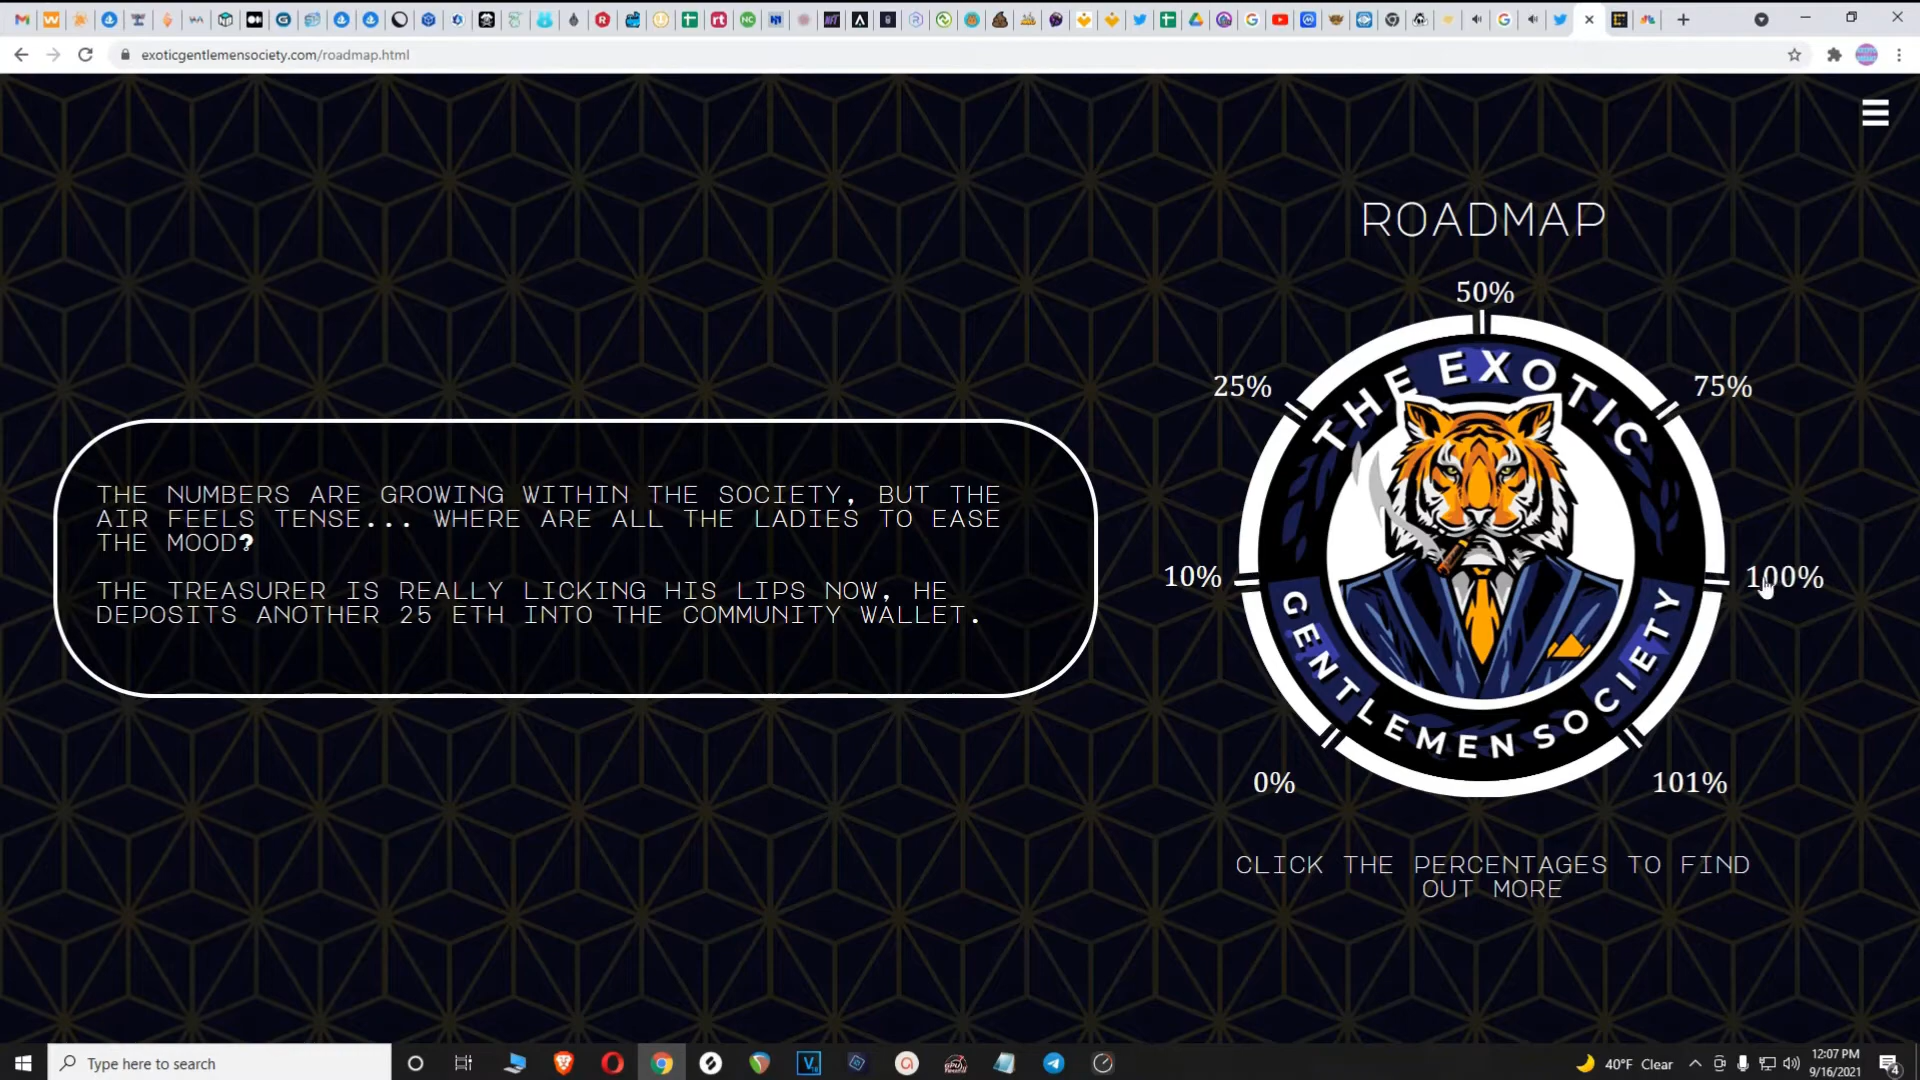 exoticgentlemensociety.com/roadmap.html
ROADMAP
50%
25%
75%
THE EXOTIC
THE NUMBERS ARE GROWING WITHIN THE SOCIETY, BUT THE
AIR FEELS TENSE... WHERE ARE ALL THE LADIES TO EASE
THE MOOD?
10%
100%
THE TREASURER IS REALLY LICKING HIS LIPS NOW, HE
DEPOSITS ANOTHER 25 ETH INTO THE COMMUNITY WALLET.
GENTLEMEN SOCIETY
0%
101%
CLICK THE PERCENTAGES TO FIND
OUT MORE
Type here to search
40°F Clear
12:07 PM
9/16/2021
4